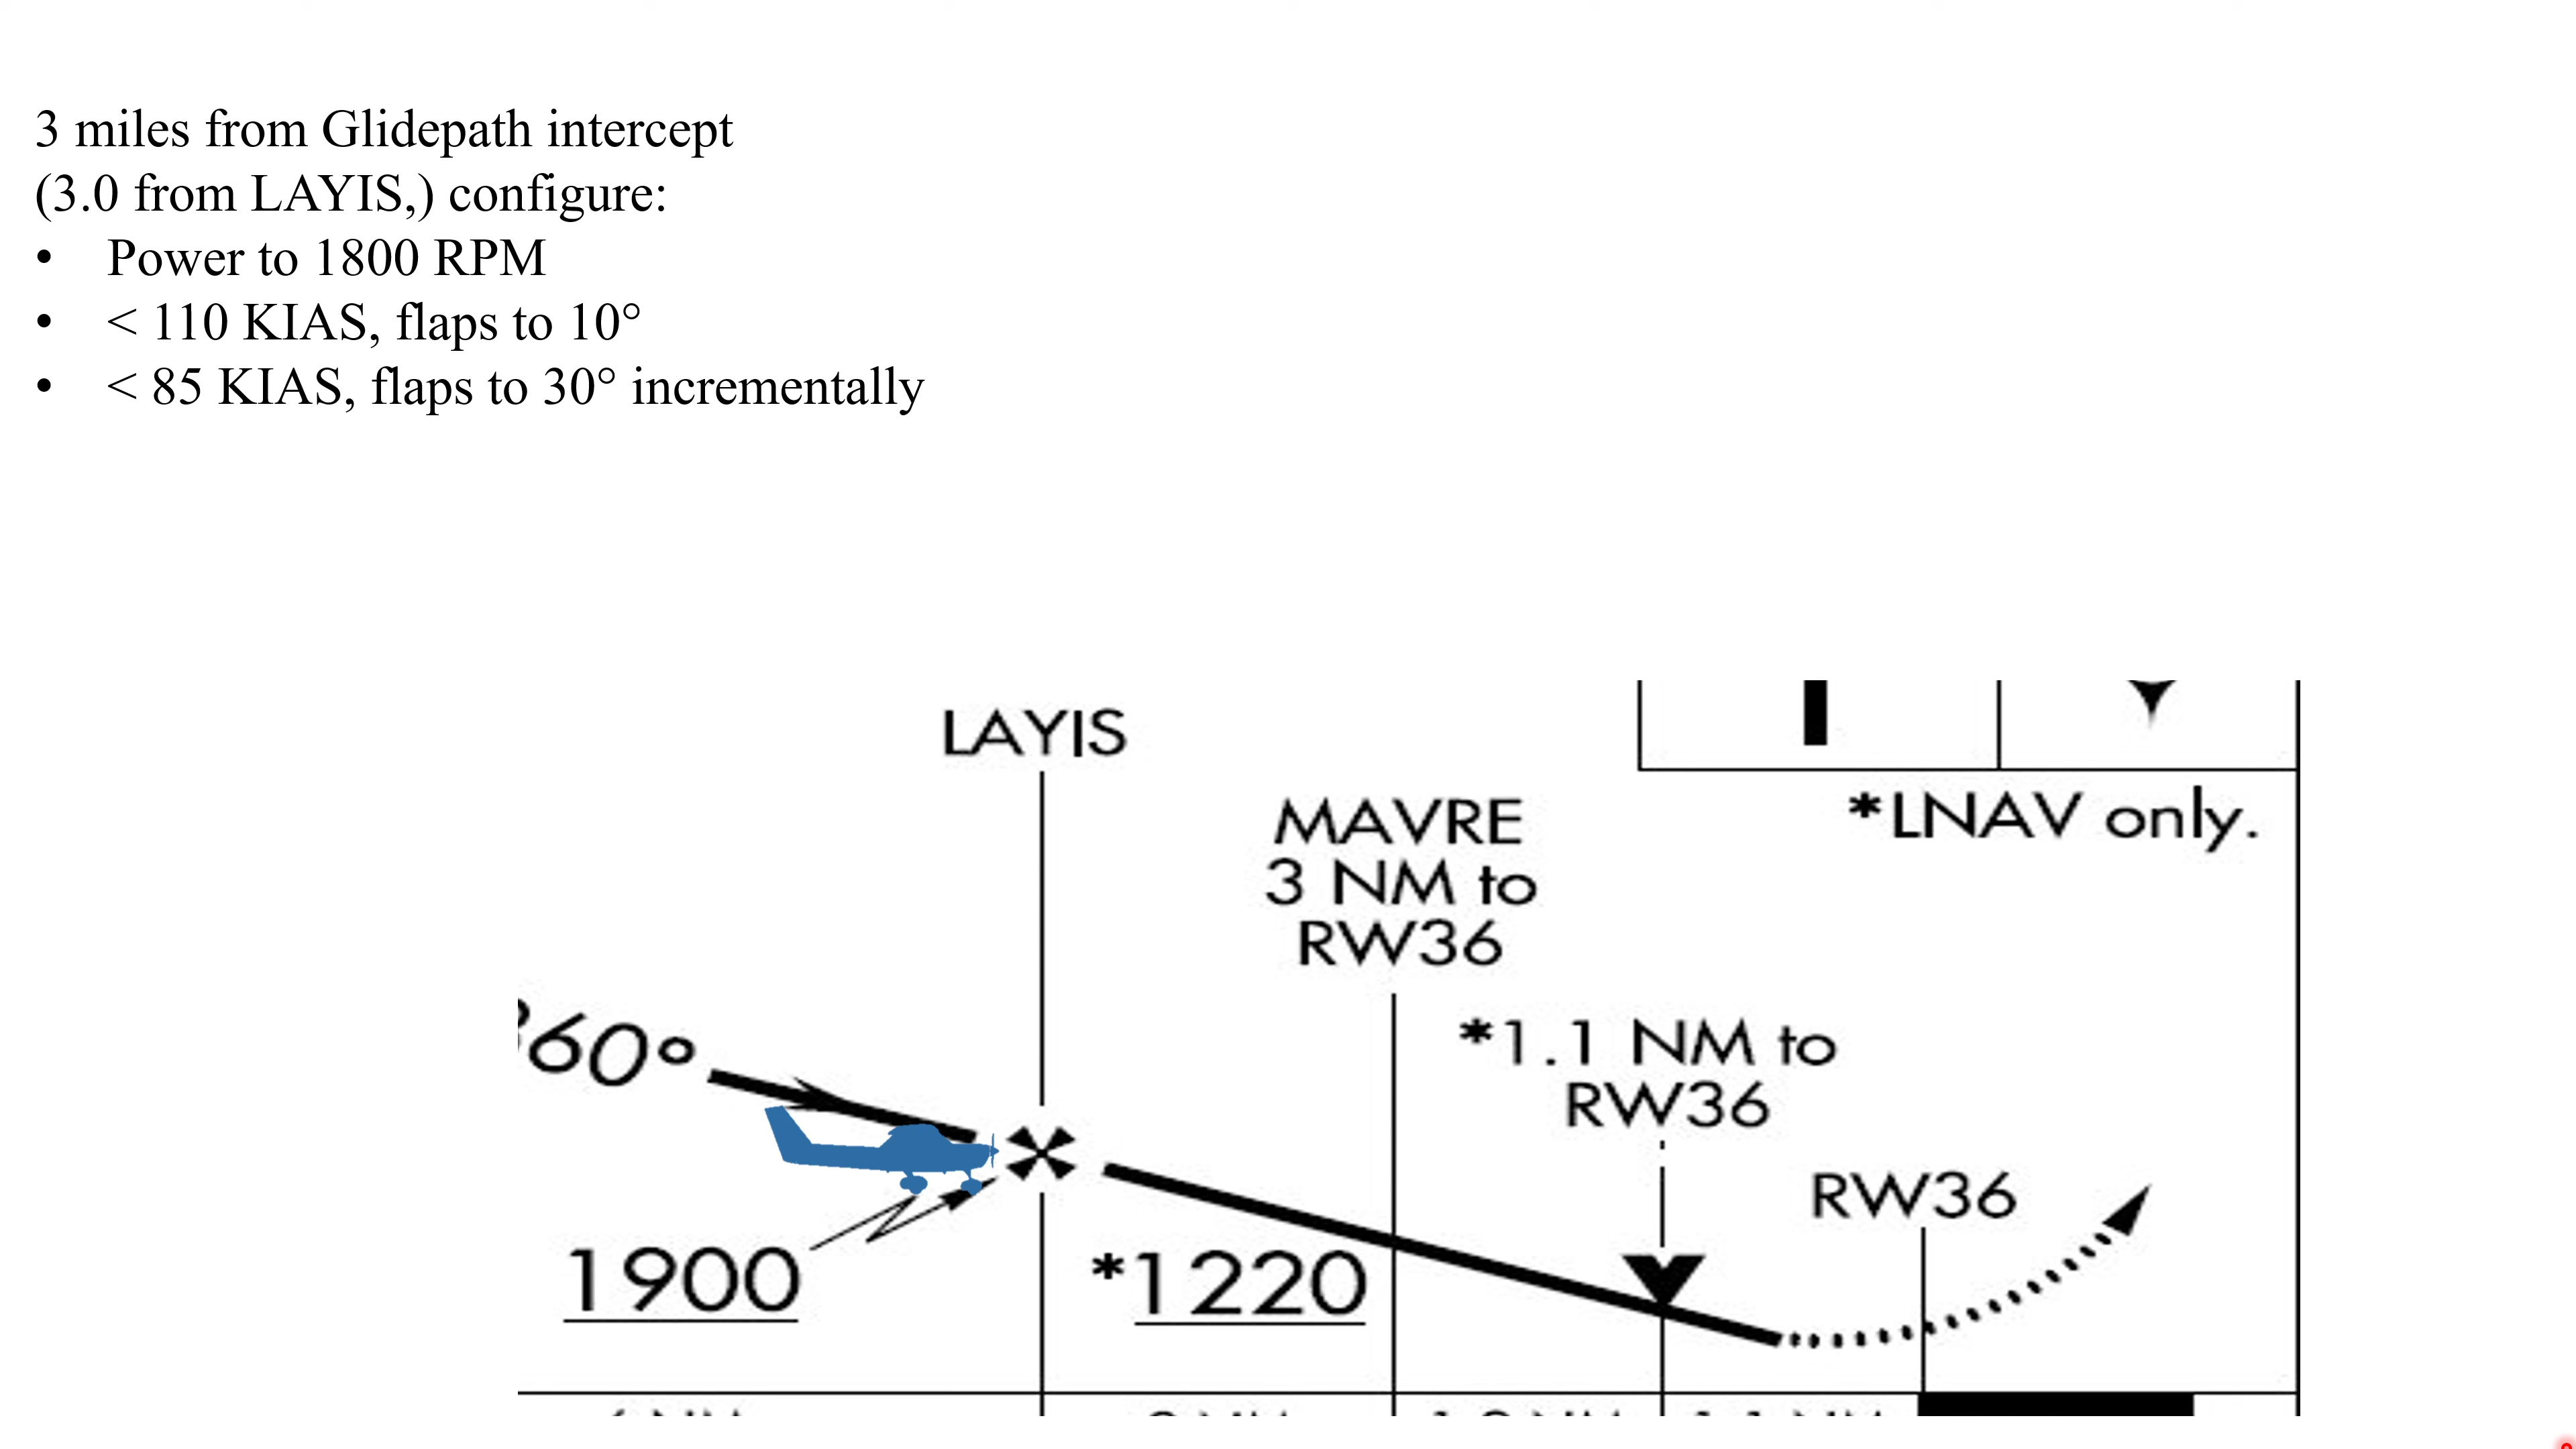 3 miles from Glidepath intercept
(3.0 from LAYIS,) configure:
• Power to 1800 RPM
• < 110 KIAS, flaps to 10°
• < 85 KIAS, flaps to 30° incrementally
LAYIS
*LNAV only.
MAVRE
3 NM to
RW36
60°
*1.1 NM to
RW36
RW36
1900
*1220